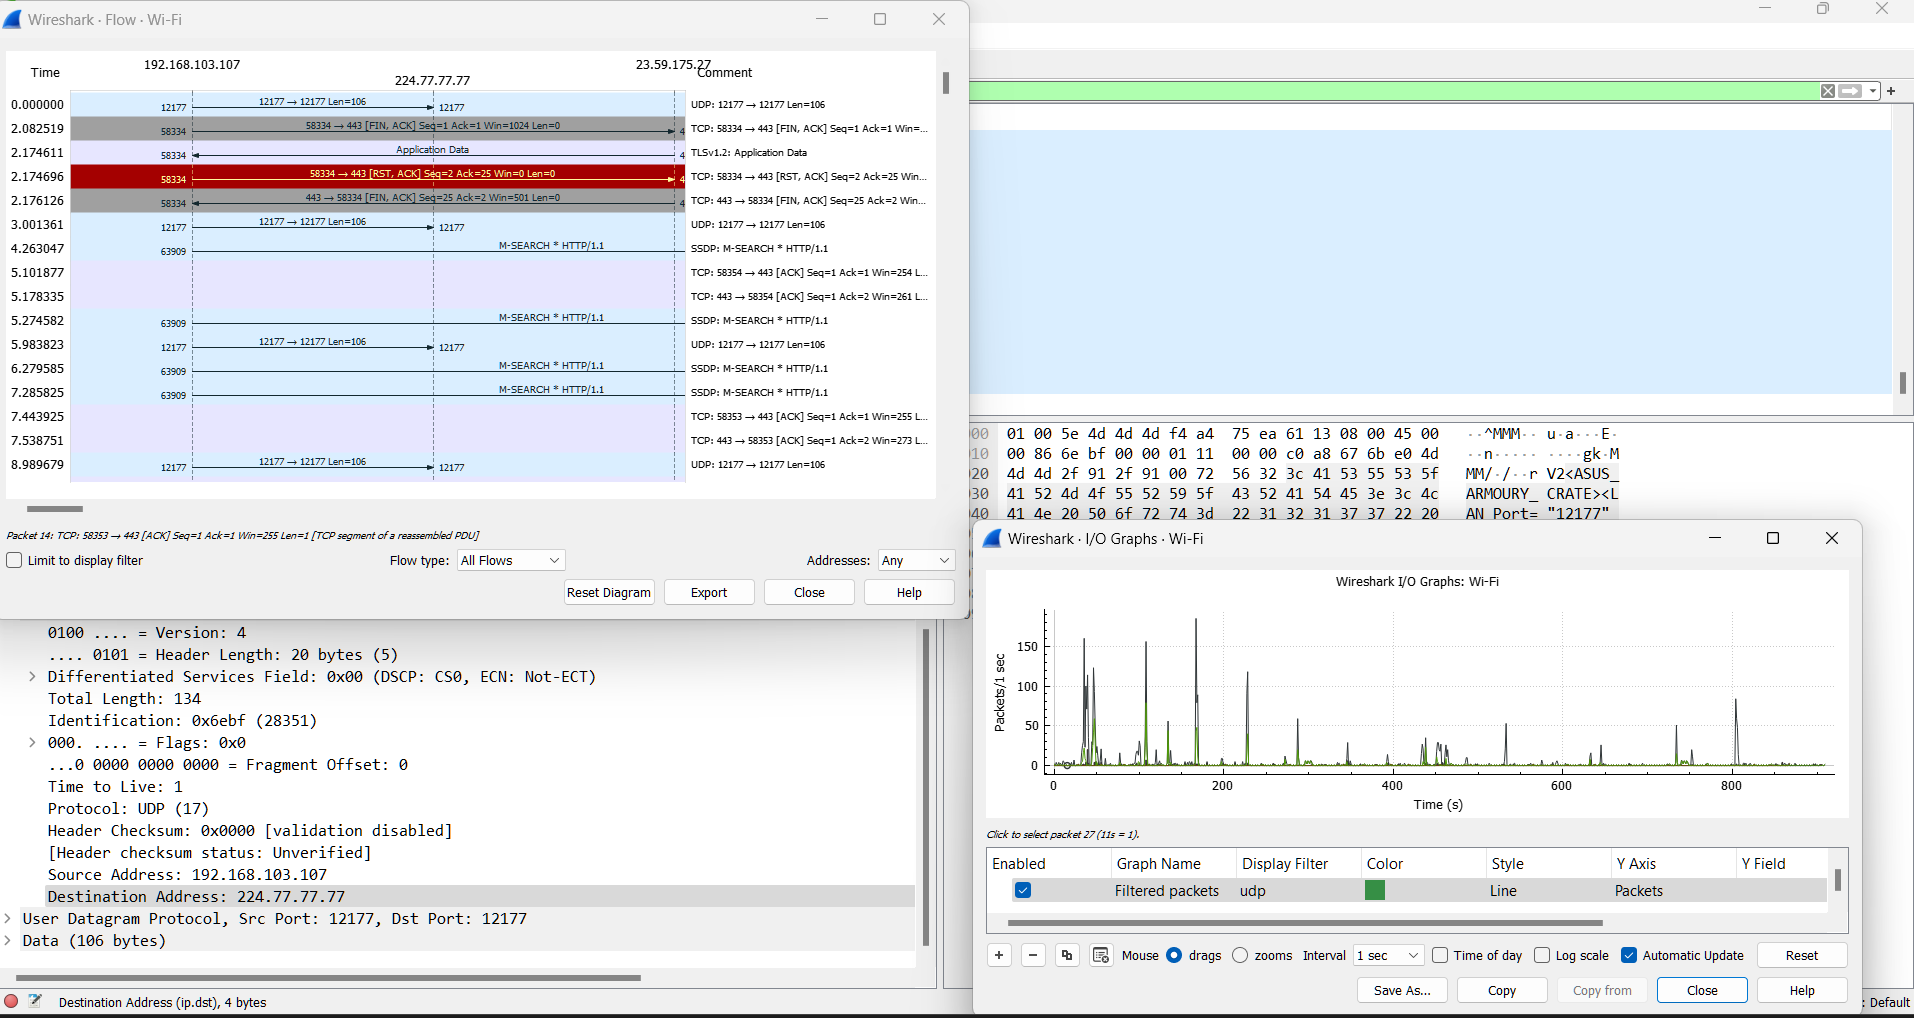 Wireshark · Flow · Wi-Fi
Time
192.168.103.107
224.77.77.77
23.59.175.27
Comment
0.000000 12177 12177 → 12177 Len=106 12177 UDP: 12177 → 12177 Len=106
2.082519 58334 58334 → 443 [FIN, ACK] Seq=1 Ack=1 Win=1024 Len=0 4 TCP: 58334 → 443 [FIN, ACK] Seq=1 Ack=1 Win=...
2.174611 58334 Application Data 4 TLSv1.2: Application Data
2.174696 58334 58334 → 443 [RST, ACK] Seq=2 Ack=25 Win=0 Len=0 4 TCP: 58334 → 443 [RST, ACK] Seq=2 Ack=25 Win...
2.176126 58334 443 → 58334 [FIN, ACK] Seq=25 Ack=2 Win=501 Len=0 4 TCP: 443 → 58334 [FIN, ACK] Seq=25 Ack=2 Win...
3.001361 12177 12177 → 12177 Len=106 12177 UDP: 12177 → 12177 Len=106
4.263047 63909 M-SEARCH * HTTP/1.1 SSDP: M-SEARCH * HTTP/1.1
5.101877 TCP: 58354 → 443 [ACK] Seq=1 Ack=1 Win=254 L...
5.178335 TCP: 443 → 58354 [ACK] Seq=1 Ack=2 Win=261 L...
5.274582 63909 M-SEARCH * HTTP/1.1 SSDP: M-SEARCH * HTTP/1.1
5.983823 12177 12177 → 12177 Len=106 12177 UDP: 12177 → 12177 Len=106
6.279585 63909 M-SEARCH * HTTP/1.1 SSDP: M-SEARCH * HTTP/1.1
7.285825 63909 M-SEARCH * HTTP/1.1 SSDP: M-SEARCH * HTTP/1.1
7.443925 TCP: 58353 → 443 [ACK] Seq=1 Ack=1 Win=255 L...
7.538751 TCP: 443 → 58353 [ACK] Seq=1 Ack=2 Win=273 L...
8.989679 12177 12177 → 12177 Len=106 12177 UDP: 12177 → 12177 Len=106
Packet 14: TCP: 58353 → 443 [ACK] Seq=1 Ack=1 Win=255 Len=1 [TCP segment of a reassembled PDU]
Limit to display filter Flow type: All Flows Addresses: Any
Reset Diagram Export Close Help
00 01 00 5e 4d 4d 4d f4 a4 75 ea 61 13 08 00 45 00 ··^MMM·· u·a···E·
10 00 86 6e bf 00 00 01 11 00 00 c0 a8 67 6b e0 4d ··n····· ····gk·M
20 4d 4d 2f 91 2f 91 00 72 56 32 3c 41 53 55 53 5f MM/·/··r V2<ASUS_
30 41 52 4d 4f 55 52 59 5f 43 52 41 54 45 3e 3c 4c ARMOURY_ CRATE><L
40 41 4e 20 50 6f 72 74 3d 22 31 32 31 37 37 22 20 AN Port= "12177"
0100 .... = Version: 4
.... 0101 = Header Length: 20 bytes (5)
Differentiated Services Field: 0x00 (DSCP: CS0, ECN: Not-ECT)
Total Length: 134
Identification: 0x6ebf (28351)
000. .... = Flags: 0x0
...0 0000 0000 0000 = Fragment Offset: 0
Time to Live: 1
Protocol: UDP (17)
Header Checksum: 0x0000 [validation disabled]
[Header checksum status: Unverified]
Source Address: 192.168.103.107
Destination Address: 224.77.77.77
User Datagram Protocol, Src Port: 12177, Dst Port: 12177
Data (106 bytes)
Destination Address (ip.dst), 4 bytes
Wireshark · I/O Graphs · Wi-Fi
Wireshark I/O Graphs: Wi-Fi
Packets/1 sec
150
100
50
0
0 200 400 600 800
Time (s)
Click to select packet 27 (11s = 1).
Enabled Graph Name Display Filter Color Style Y Axis Y Field
Filtered packets udp Line Packets
Mouse drags zooms Interval 1 sec Time of day Log scale Automatic Update Reset
Save As... Copy Copy from Close Help
: Default